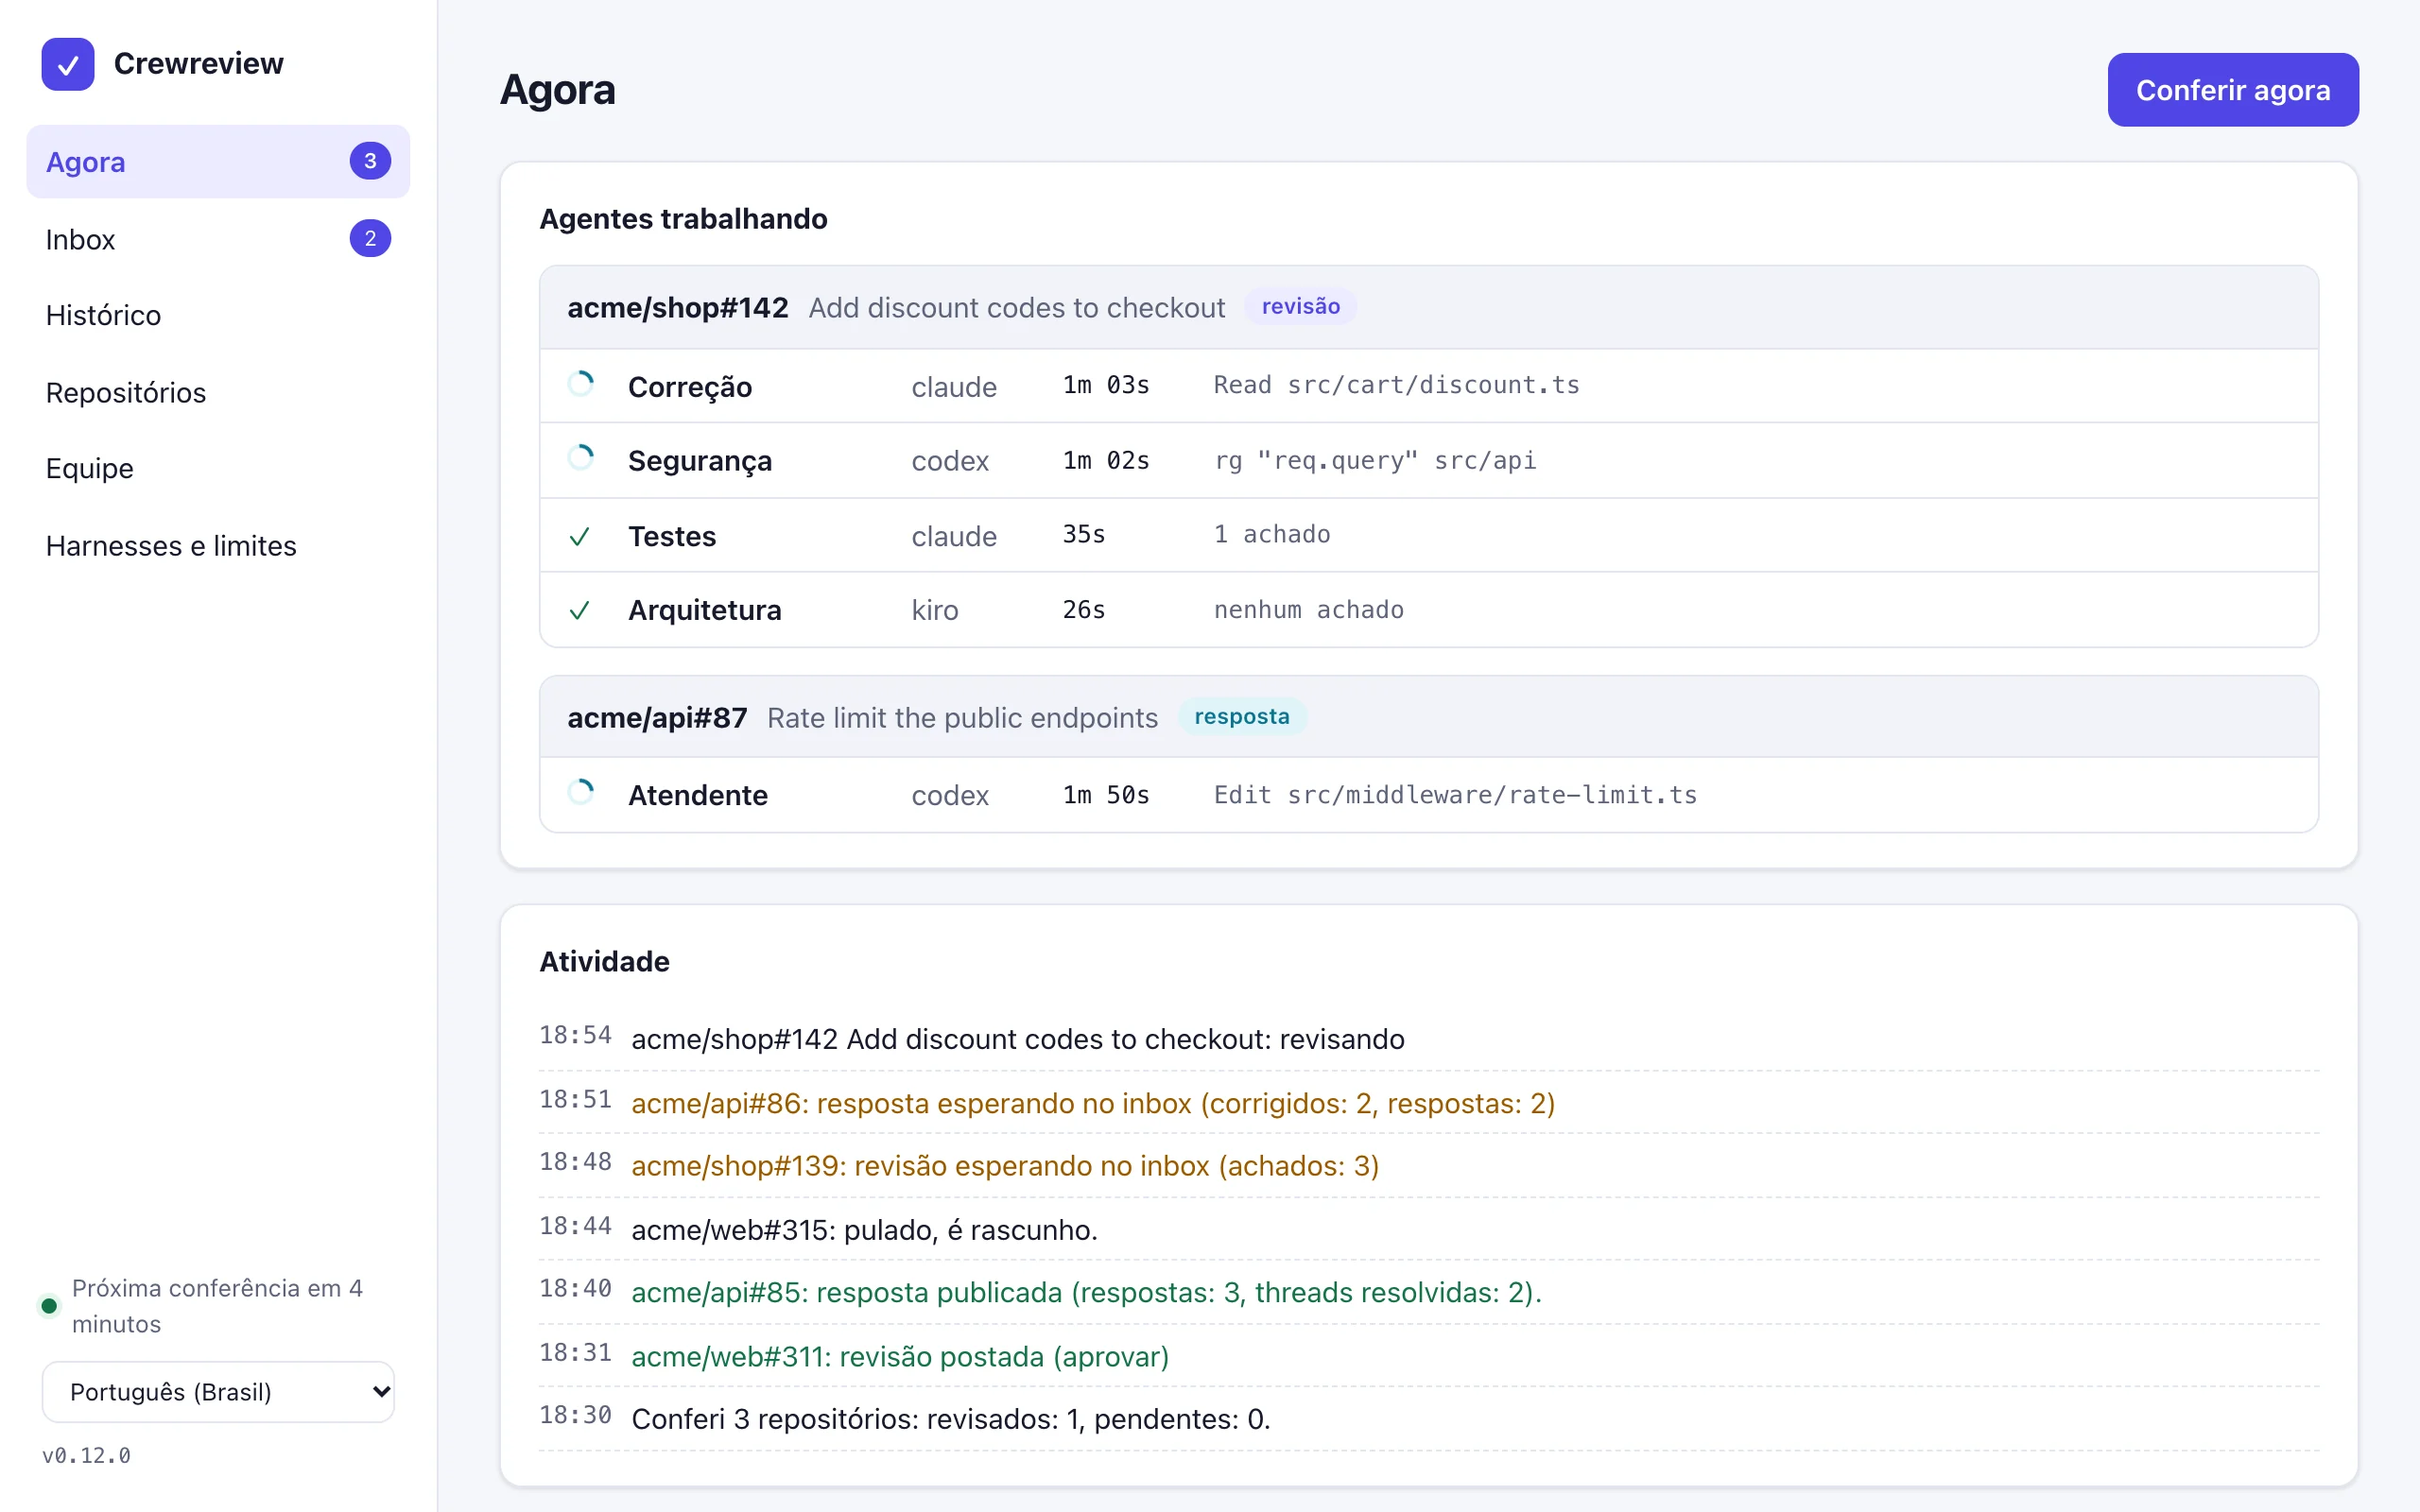 Crewreview
Agora 3
Inbox 2
Histórico
Repositórios
Equipe
Harnesses e limites
Próxima conferência em 4
minutos
Português (Brasil)
v0.12.0
Agora
Conferir agora
Agentes trabalhando
acme/shop#142 Add discount codes to checkout revisão
Correção claude 1m 03s Read src/cart/discount.ts
Segurança codex 1m 02s rg "req.query" src/api
Testes claude 35s 1 achado
Arquitetura kiro 26s nenhum achado
acme/api#87 Rate limit the public endpoints resposta
Atendente codex 1m 50s Edit src/middleware/rate-limit.ts
Atividade
18:54 acme/shop#142 Add discount codes to checkout: revisando
18:51 acme/api#86: resposta esperando no inbox (corrigidos: 2, respostas: 2)
18:48 acme/shop#139: revisão esperando no inbox (achados: 3)
18:44 acme/web#315: pulado, é rascunho.
18:40 acme/api#85: resposta publicada (respostas: 3, threads resolvidas: 2).
18:31 acme/web#311: revisão postada (aprovar)
18:30 Conferi 3 repositórios: revisados: 1, pendentes: 0.